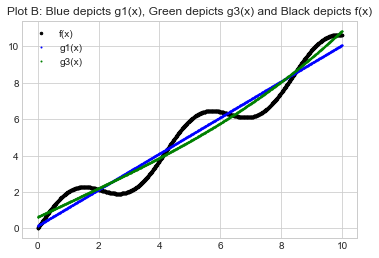 Plot B: Blue depicts g1(x), Green depicts g3(x) and Black depicts f(x)
f(x)
g1(x)
g3(x)
10
8
6
4
2
0
0 2 4 6 8 10